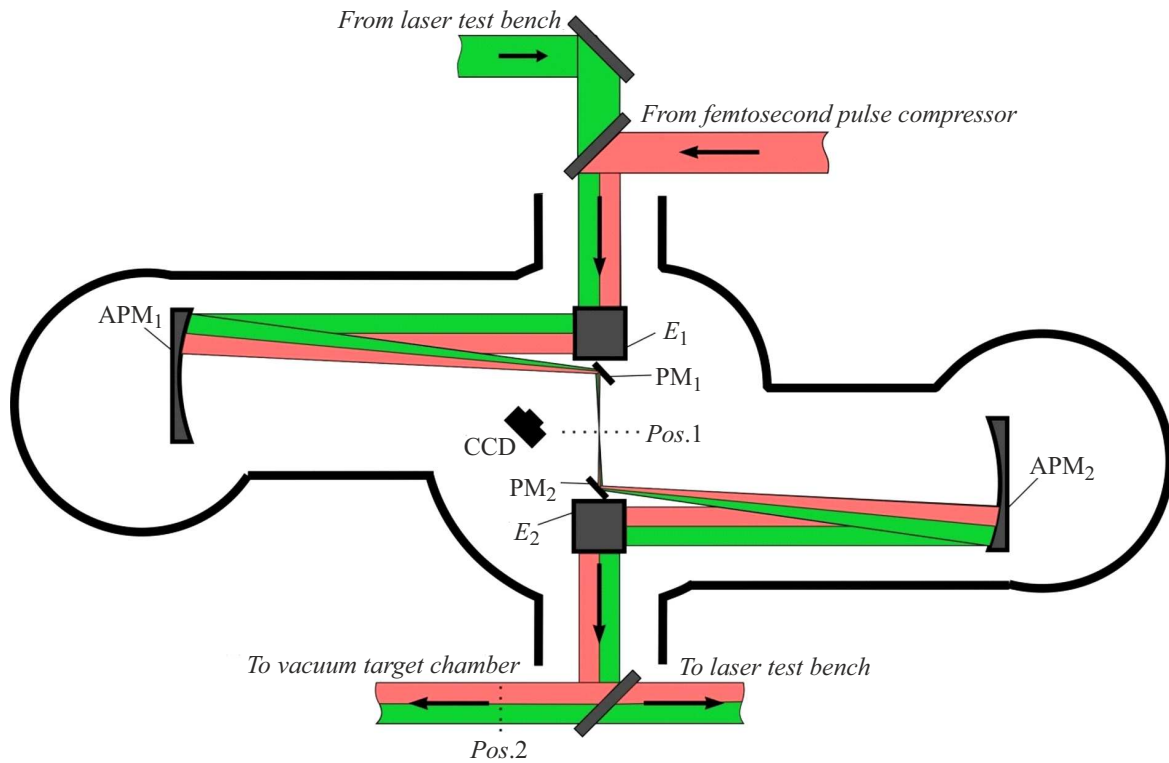 From laser test bench
From femtosecond pulse compressor
APM1
E1
PM1
CCD
Pos.1
PM2
APM2
E2
To vacuum target chamber
To laser test bench
Pos.2